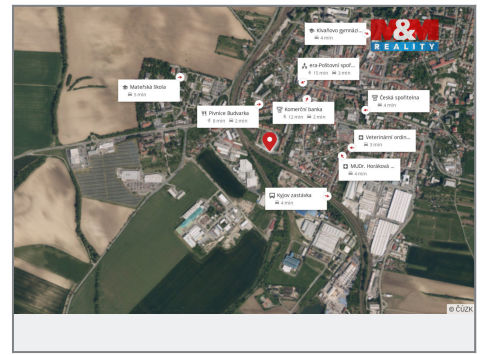 Klvaňovo gymnázi...
4 min
M&M
REALITY
era-Poštovní spoř...
10 min 3 min
Mateřská škola
6 min
Česká spořitelna
4 min
Pivnice Budvarka
8 min 2 min
Komerční banka
12 min 2 min
Veterinární ordin...
3 min
MUDr. Horáková ...
4 min
Kyjov zastávka
4 min
© ČÚZK